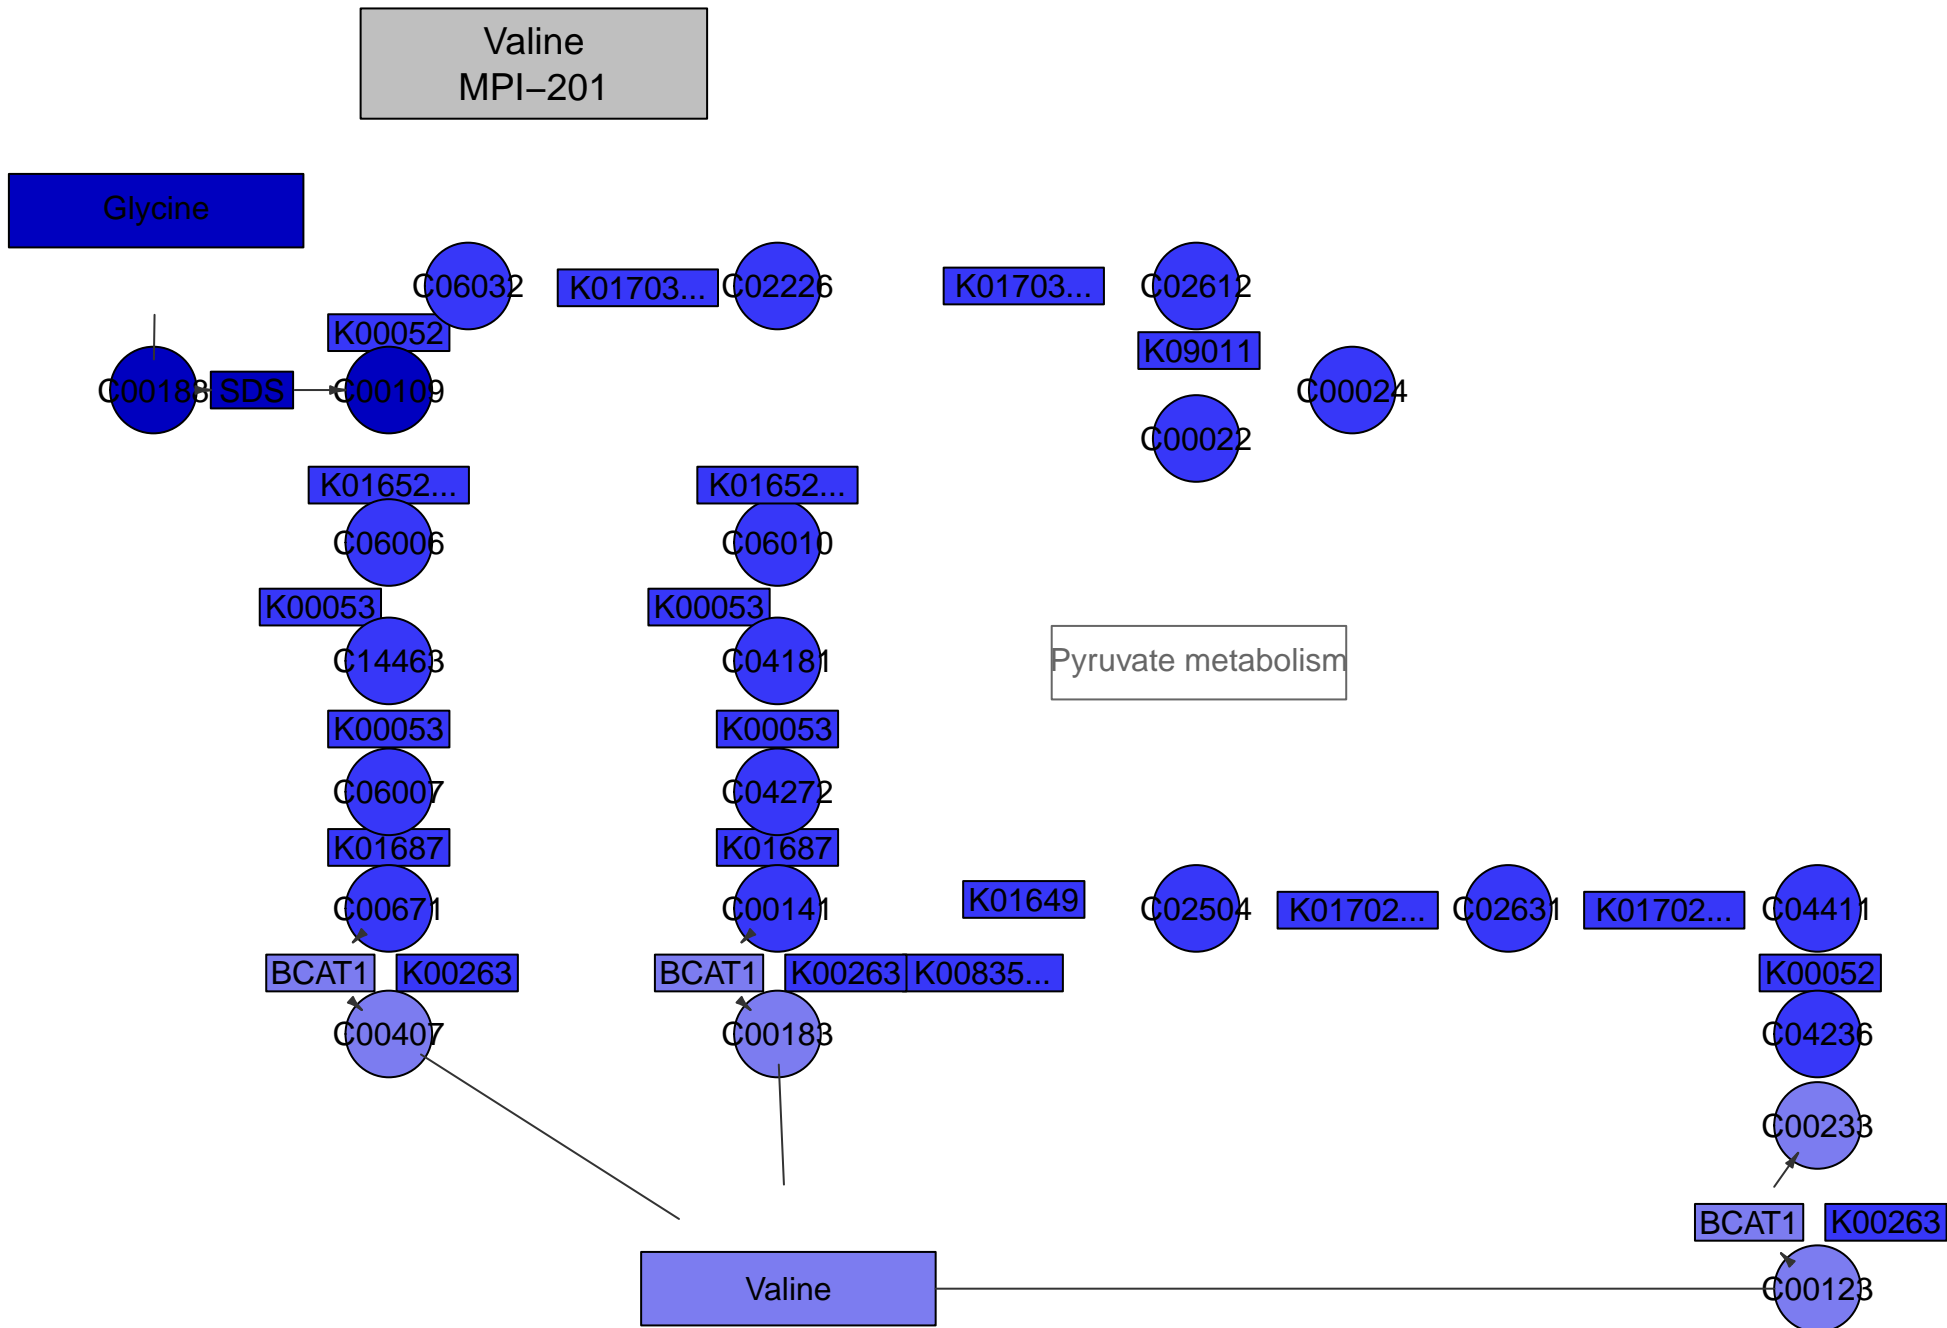 Valine
MPI−201
Glycine
C06032
K01703...
C02226
K01703...
C02612
K00052
K09011
C00188
SDS
C00109
C00024
C00022
K01652...
K01652...
C06006
C06010
K00053
K00053
C14463
C04181
Pyruvate metabolism
K00053
K00053
C06007
C04272
K01687
K01687
C00671
C00141
K01649
C02504
K01702...
C02631
K01702...
C04411
BCAT1
K00263
BCAT1
K00263
K00835...
K00052
C00407
C00183
C04236
C00233
BCAT1
K00263
Valine
C00123